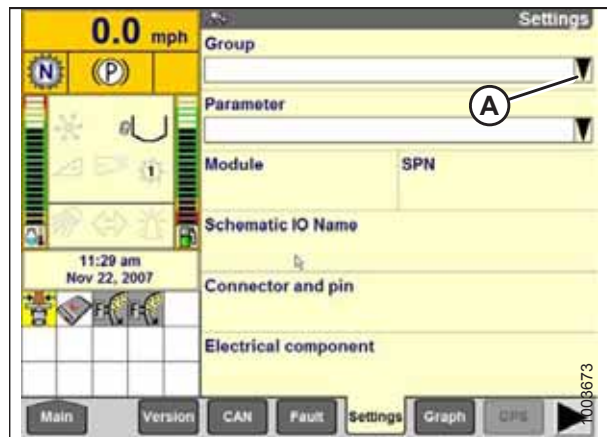 0.0 mph
N
(P)
1
11:29 am
Nov 22, 2007
F
F
Settings
Group
A
Parameter
Module SPN
Schematic IO Name
Connector and pin
Electrical component
Main Version CAN Fault Settings Graph GPS
1003673